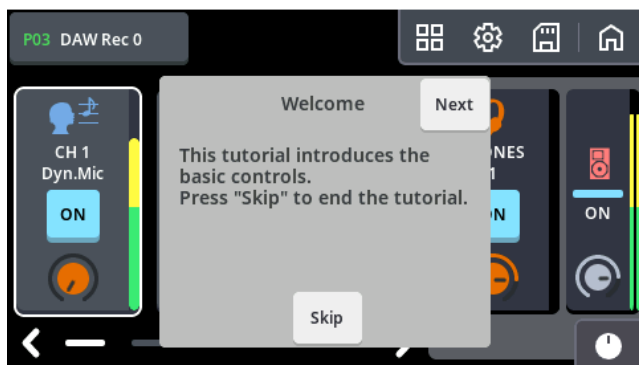 P03 DAW Rec 0
Welcome
Next
This tutorial introduces the
basic controls.
Press "Skip" to end the tutorial.
Skip
CH 1
Dyn.Mic
ON
NES
1
N
ON